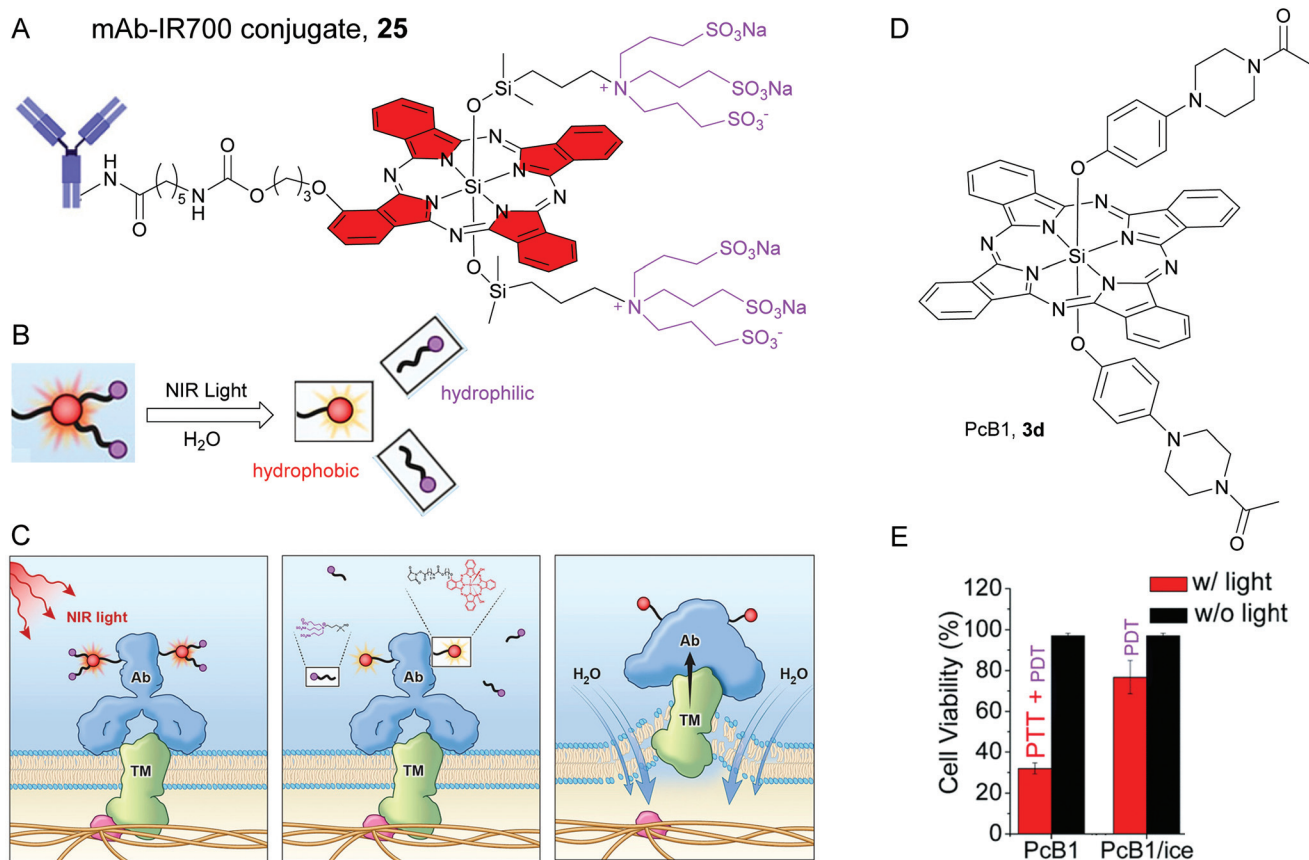 A
mAb-IR700 conjugate, 25
SO3Na
SO3Na
SO3-
Si
O
N
+
H
N
O
O
5
N
H
O
O
3
O
N
N
N
N
N
N
N
N
Si
O
Si
N
+
SO3Na
SO3Na
SO3-
B
NIR Light
H2O
hydrophilic
hydrophobic
C
NIR light
Ab
TM
Ab
TM
H2O
Ab
H2O
TM
D
O
N
N
O
N
N
N
N
N
N
N
N
Si
O
PcB1, 3d
N
N
O
E
w/ light
w/o light
Cell Viability (%)
120
100
80
60
40
20
0
PTT + PDT
PDT
PcB1
PcB1/ice